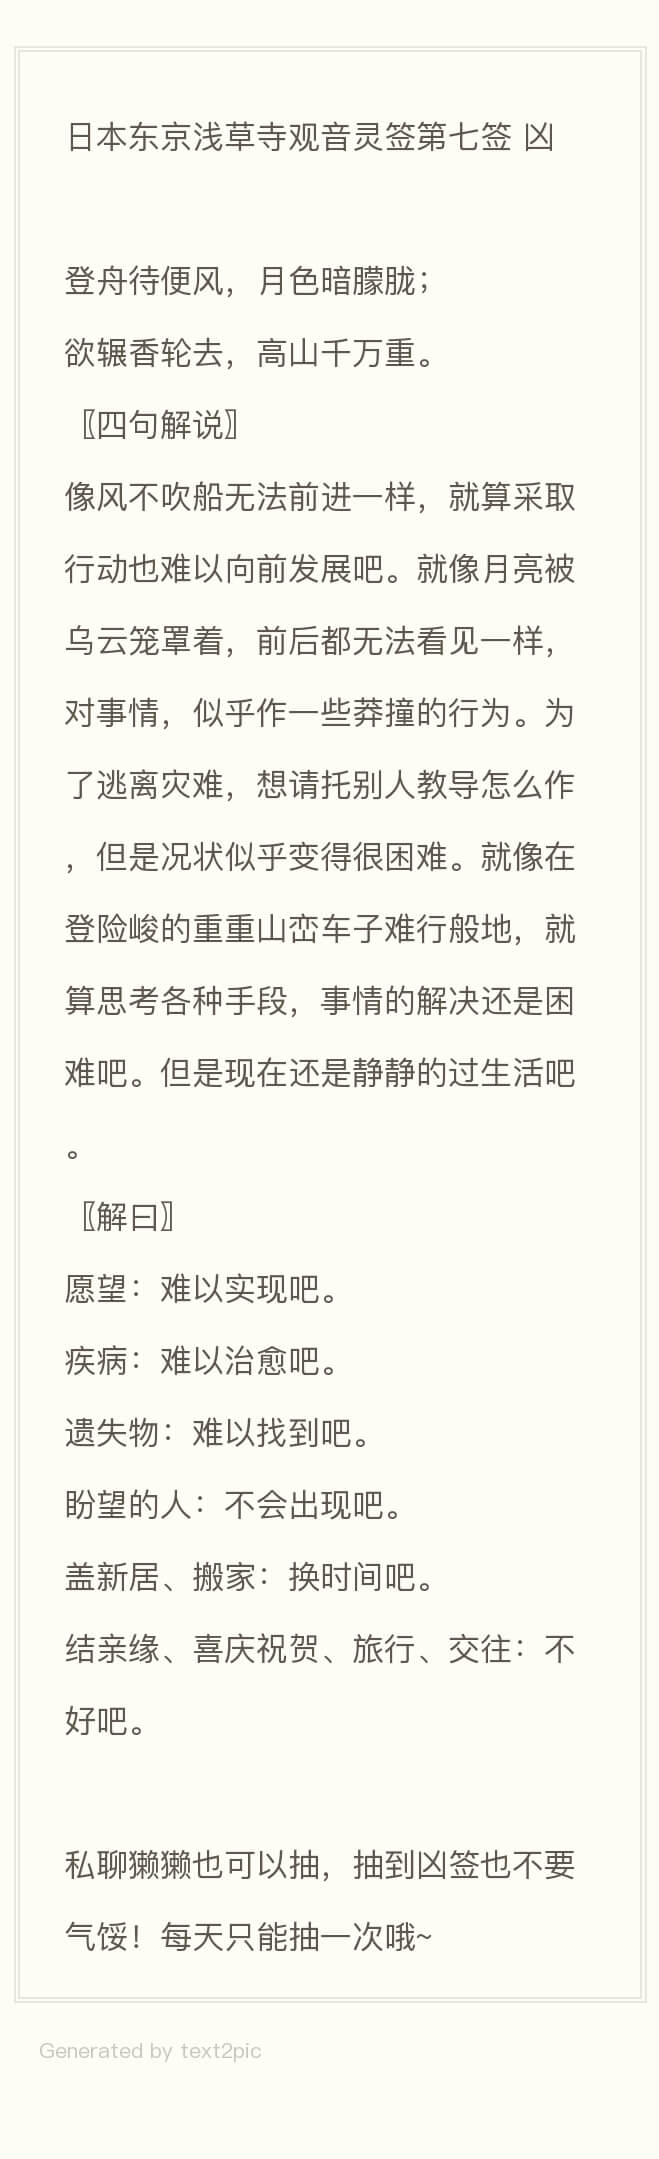 日本东京浅草寺观音灵签第七签 凶
登舟待便风，月色暗朦胧；
欲辗香轮去，高山千万重。
〖四句解说〗
像风不吹船无法前进一样，就算采取
行动也难以向前发展吧。就像月亮被
乌云笼罩着，前后都无法看见一样，
对事情，似乎作一些莽撞的行为。为
了逃离灾难，想请托别人教导怎么作
，但是况状似乎变得很困难。就像在
登险峻的重重山峦车子难行般地，就
算思考各种手段，事情的解决还是困
难吧。但是现在还是静静的过生活吧
。
〖解曰〗
愿望：难以实现吧。
疾病：难以治愈吧。
遗失物：难以找到吧。
盼望的人：不会出现吧。
盖新居、搬家：换时间吧。
结亲缘、喜庆祝贺、旅行、交往：不
好吧。
私聊獭獭也可以抽，抽到凶签也不要
气馁！每天只能抽一次哦~
Generated by text2pic